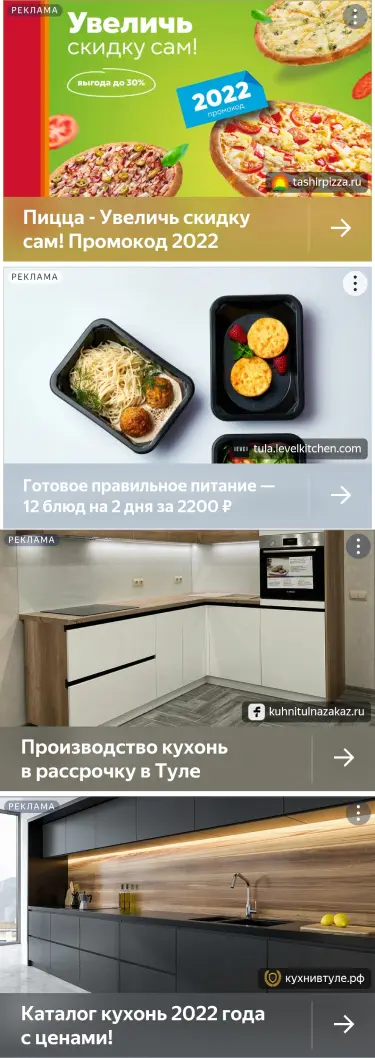 РЕКЛАМА
Увеличь
скидку сам!
выгода до 30%
2022
промокод
tashirpizza.ru
Пицца - Увеличь скидку
сам! Промокод 2022
РЕКЛАМА
tula.levelkitchen.com
Готовое правильное питание —
12 блюд на 2 дня за 2200 ₽
РЕКЛАМА
kuhnitulnazakaz.ru
Производство кухонь
в рассрочку в Туле
РЕКЛАМА
кухнивтуле.рф
Каталог кухонь 2022 года
с ценами!